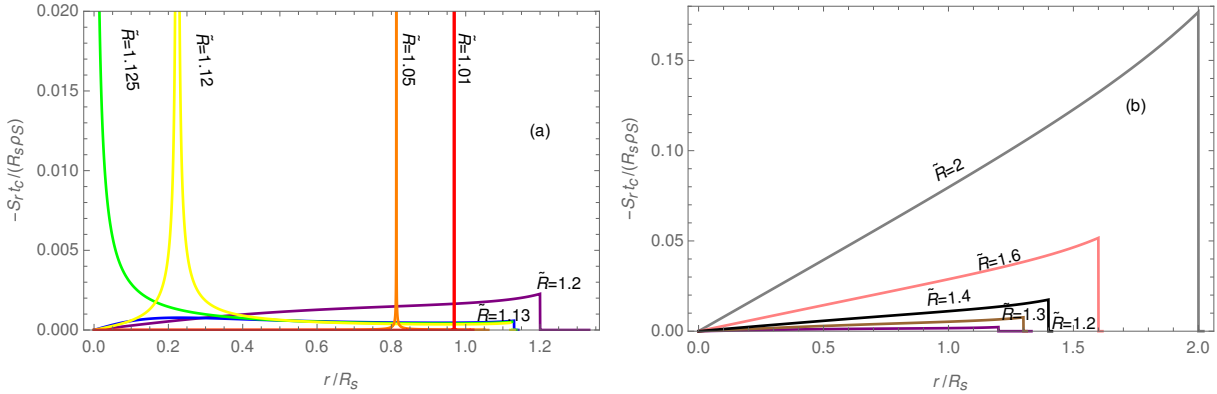 0.020
0.015
0.010
0.005
0.000
−S_r t_c/(R_s ρ_S)
R̃=1.125
R̃=1.12
R̃=1.05
R̃=1.01
(a)
R̃=1.2
R̃=1.13
0.0 0.2 0.4 0.6 0.8 1.0 1.2
r/R_s
0.15
0.10
0.05
0.00
−S_r t_c/(R_s ρ_S)
(b)
R̃=2
R̃=1.6
R̃=1.4
R̃=1.3
R̃=1.2
0.0 0.5 1.0 1.5 2.0
r/R_s